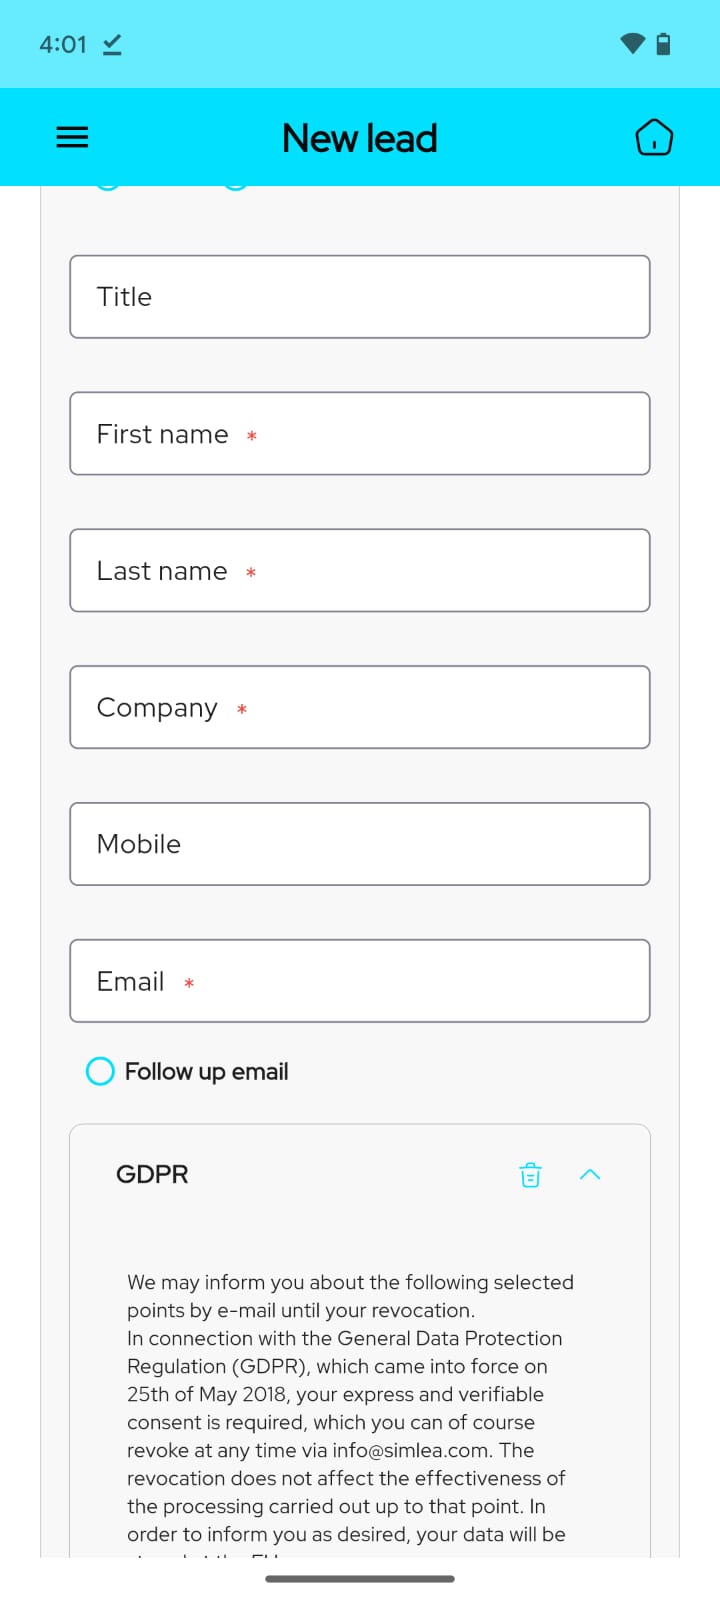 4:01
New lead
Title
First name *
Last name *
Company *
Mobile
Email *
Follow up email
GDPR
We may inform you about the following selected
points by e-mail until your revocation.
In connection with the General Data Protection
Regulation (GDPR), which came into force on
25th of May 2018, your express and verifiable
consent is required, which you can of course
revoke at any time via info@simlea.com. The
revocation does not affect the effectiveness of
the processing carried out up to that point. In
order to inform you as desired, your data will be